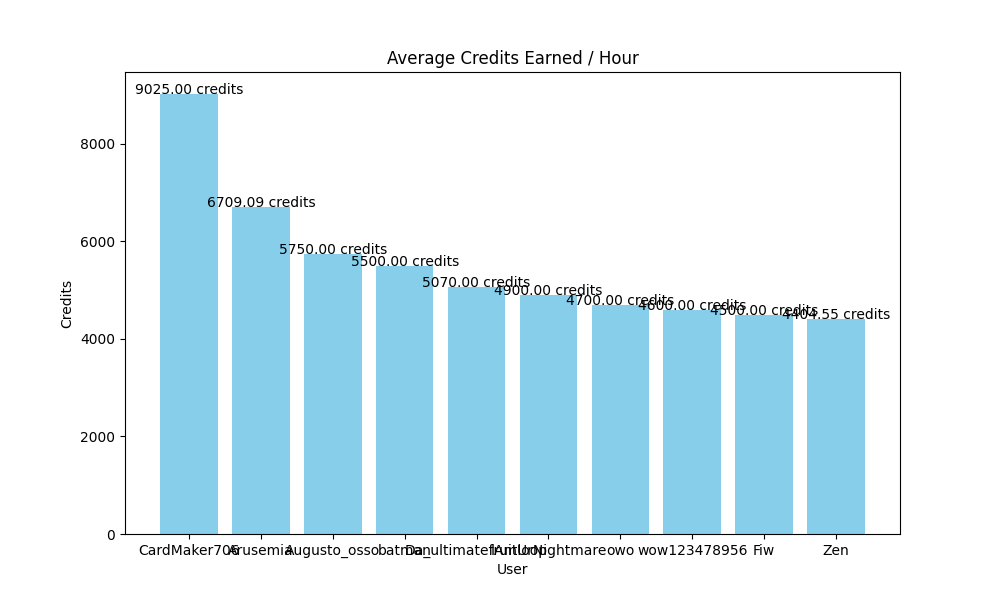 Average Credits Earned / Hour
9025.00 credits
6709.09 credits
5750.00 credits
5500.00 credits
5070.00 credits
4900.00 credits
4700.00 credits
4600.00 credits
4500.00 credits
4404.55 credits
8000
6000
4000
2000
0
Credits
CardMaker706
Arusemia
Augusto_osso
owo
wow123478956
Fiw
Zen
User